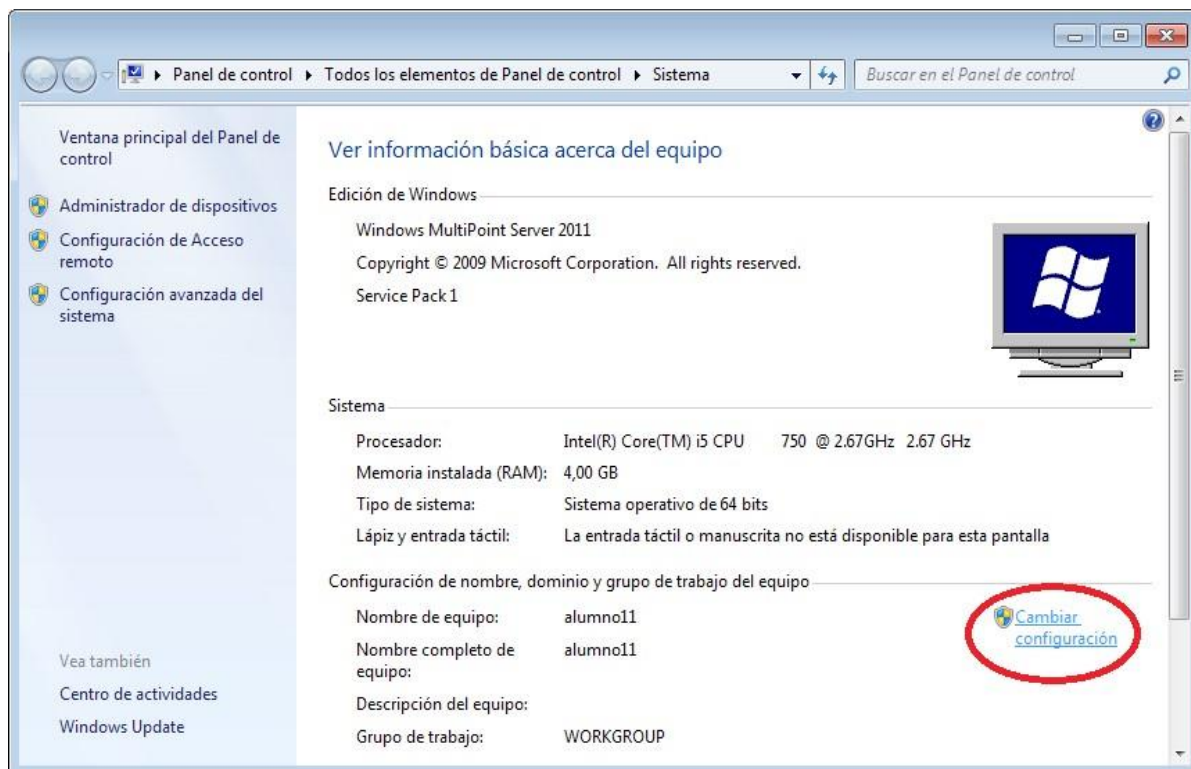 Panel de control ▸ Todos los elementos de Panel de control ▸ Sistema
Buscar en el Panel de control
Ventana principal del Panel de
control
Administrador de dispositivos
Configuración de Acceso
remoto
Configuración avanzada del
sistema
Vea también
Centro de actividades
Windows Update
Ver información básica acerca del equipo
Edición de Windows
Windows MultiPoint Server 2011
Copyright © 2009 Microsoft Corporation. All rights reserved.
Service Pack 1
Sistema
Procesador: Intel(R) Core(TM) i5 CPU 750 @ 2.67GHz 2.67 GHz
Memoria instalada (RAM): 4,00 GB
Tipo de sistema: Sistema operativo de 64 bits
Lápiz y entrada táctil: La entrada táctil o manuscrita no está disponible para esta pantalla
Configuración de nombre, dominio y grupo de trabajo del equipo
Nombre de equipo: alumno11
Cambiar
configuración
Nombre completo de alumno11
equipo:
Descripción del equipo:
Grupo de trabajo: WORKGROUP